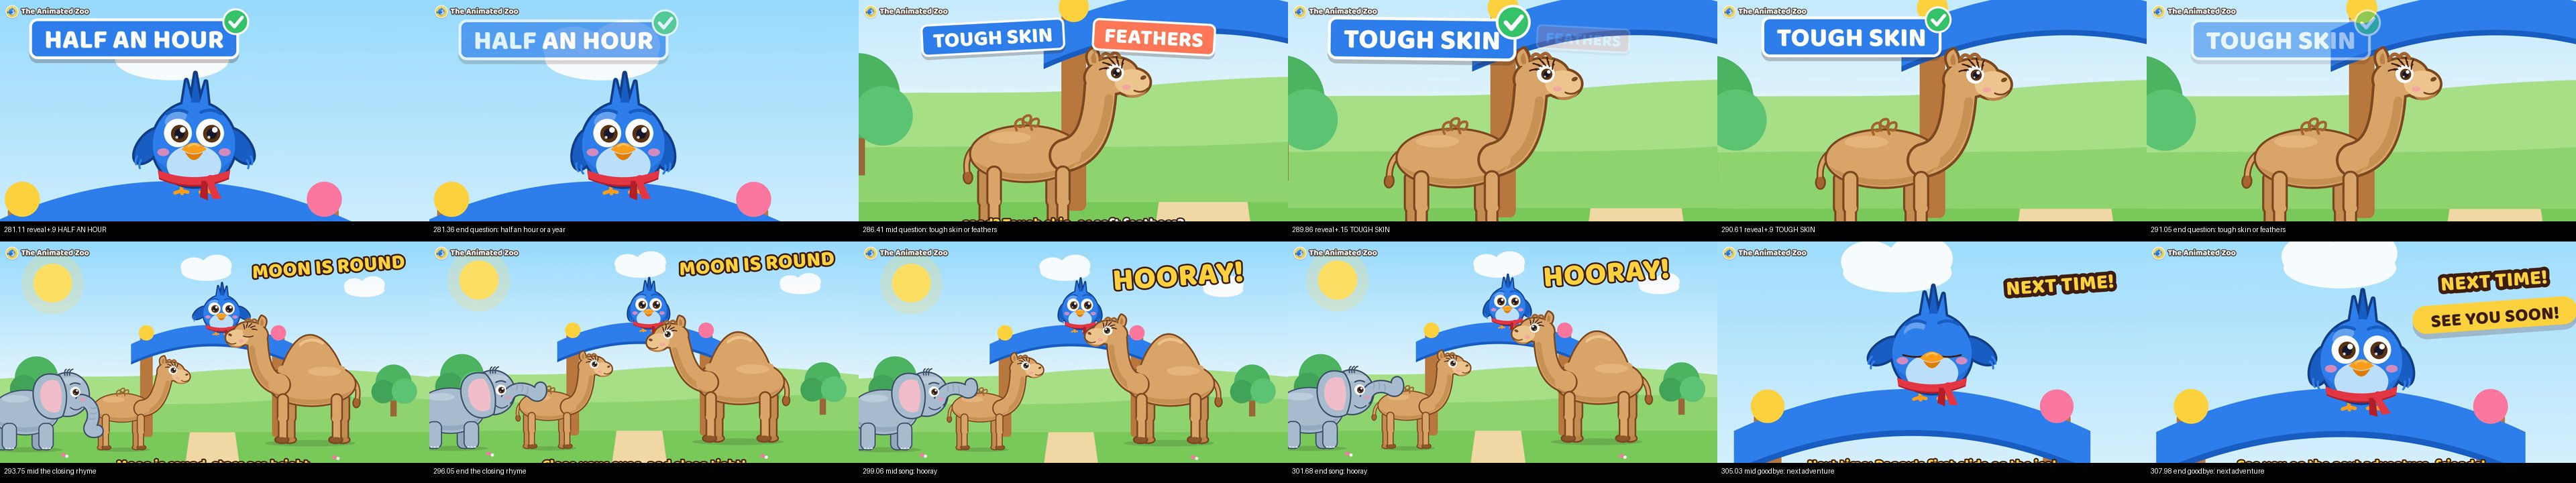 The Animated Zoo
HALF AN HOUR
281.11 reveal+.9 HALF AN HOUR
The Animated Zoo
HALF AN HOUR
281.36 end question: half an hour or a year
The Animated Zoo
TOUGH SKIN
FEATHERS
286.41 mid question: tough skin or feathers
The Animated Zoo
TOUGH SKIN
FEATHERS
289.86 reveal+.15 TOUGH SKIN
The Animated Zoo
TOUGH SKIN
290.61 reveal+.9 TOUGH SKIN
The Animated Zoo
TOUGH SKIN
291.05 end question: tough skin or feathers
The Animated Zoo
MOON IS ROUND
293.75 mid the closing rhyme
The Animated Zoo
MOON IS ROUND
296.05 end the closing rhyme
The Animated Zoo
HOORAY!
299.06 mid song: hooray
The Animated Zoo
HOORAY!
301.68 end song: hooray
The Animated Zoo
NEXT TIME!
305.03 mid goodbye: next adventure
The Animated Zoo
NEXT TIME!
SEE YOU SOON!
307.98 end goodbye: next adventure